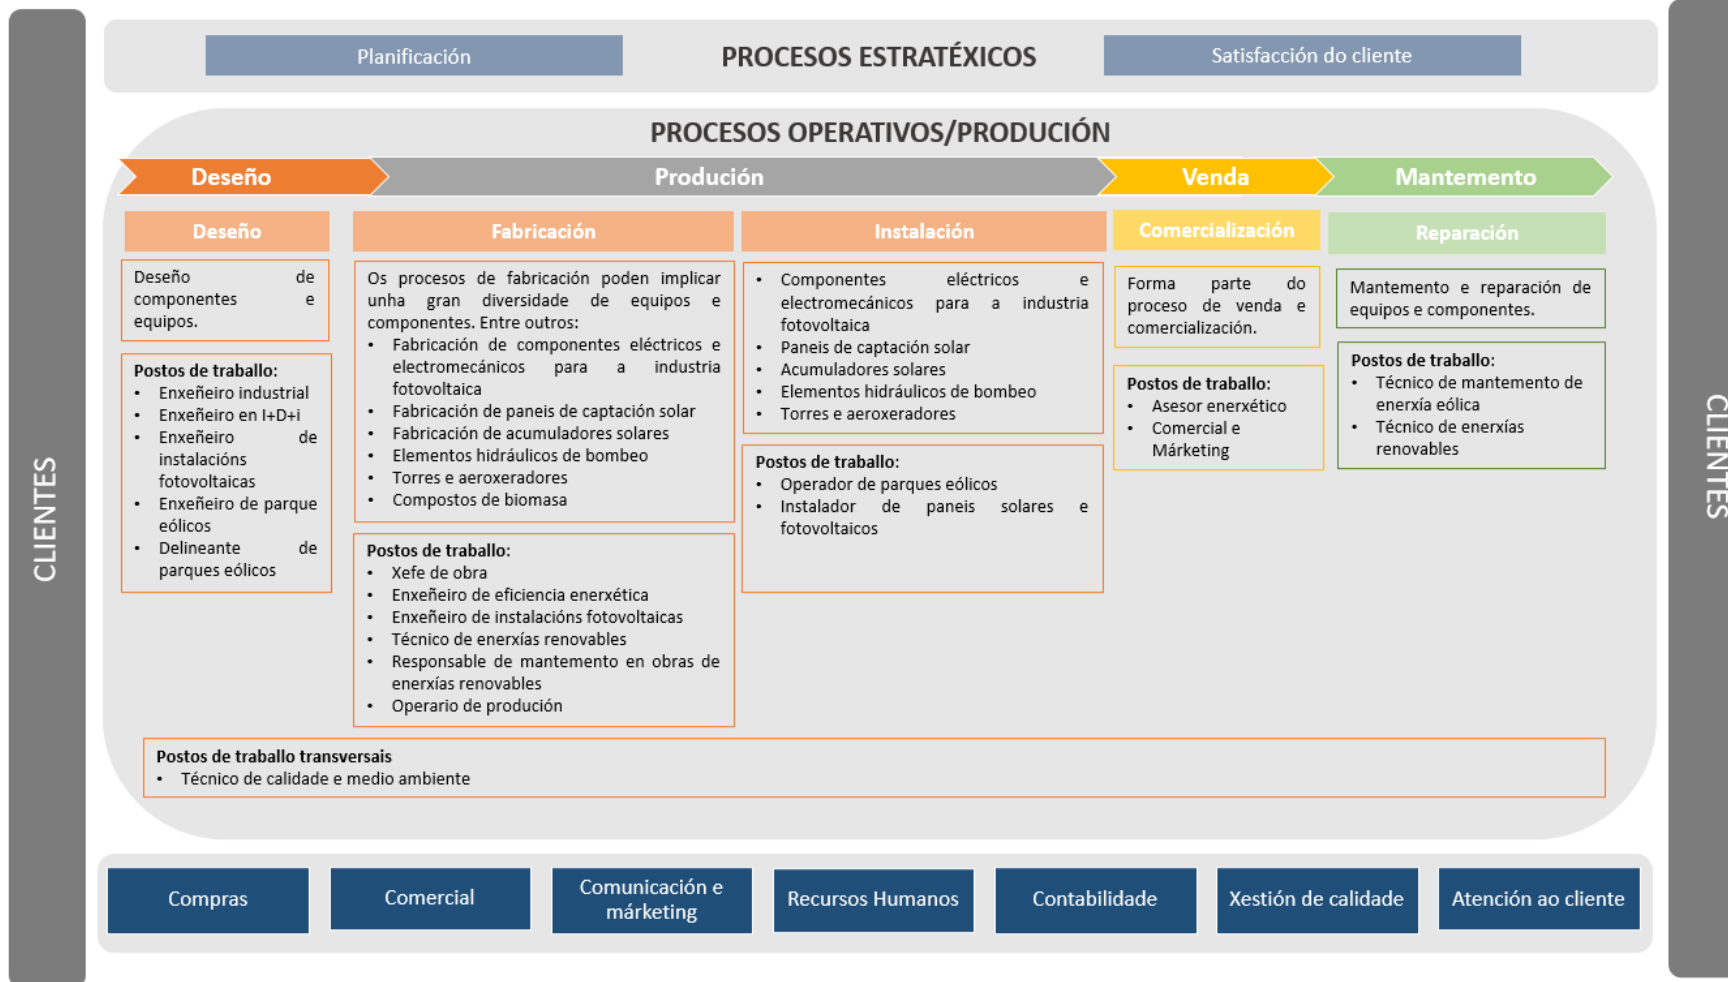 CLIENTES
Planificación
PROCESOS ESTRATÉXICOS
Satisfacción do cliente
PROCESOS OPERATIVOS/PRODUCIÓN
Deseño
Produción
Venda
Mantemento
Deseño
Deseño de
componentes e
equipos.
Postos de traballo:
• Enxeñeiro industrial
• Enxeñeiro en I+D+i
• Enxeñeiro de
instalacións
fotovoltaicas
• Enxeñeiro de parque
eólicos
• Delineante de
parques eólicos
Fabricación
Os procesos de fabricación poden implicar
unha gran diversidade de equipos e
componentes. Entre outros:
• Fabricación de componentes eléctricos e
electromecánicos para a industria
fotovoltaica
• Fabricación de paneis de captación solar
• Fabricación de acumuladores solares
• Elementos hidráulicos de bombeo
• Torres e aeroxeradores
• Compostos de biomasa
Postos de traballo:
• Xefe de obra
• Enxeñeiro de eficiencia enerxética
• Enxeñeiro de instalacións fotovoltaicas
• Técnico de enerxías renovables
• Responsable de mantemento en obras de
enerxías renovables
• Operario de produción
Instalación
• Componentes eléctricos e
electromecánicos para a industria
fotovoltaica
• Paneis de captación solar
• Acumuladores solares
• Elementos hidráulicos de bombeo
• Torres e aeroxeradores
Postos de traballo:
• Operador de parques eólicos
• Instalador de paneis solares e
fotovoltaicos
Comercialización
Forma parte do
proceso de venda e
comercialización.
Postos de traballo:
• Asesor enerxético
• Comercial e
Márketing
Reparación
Mantemento e reparación de
equipos e componentes.
Postos de traballo:
• Técnico de mantemento de
enerxía eólica
• Técnico de enerxías
renovables
Postos de traballo transversais
• Técnico de calidade e medio ambiente
Compras
Comercial
Comunicación e
márketing
Recursos Humanos
Contabilidade
Xestión de calidade
Atención ao cliente
CLIENTES